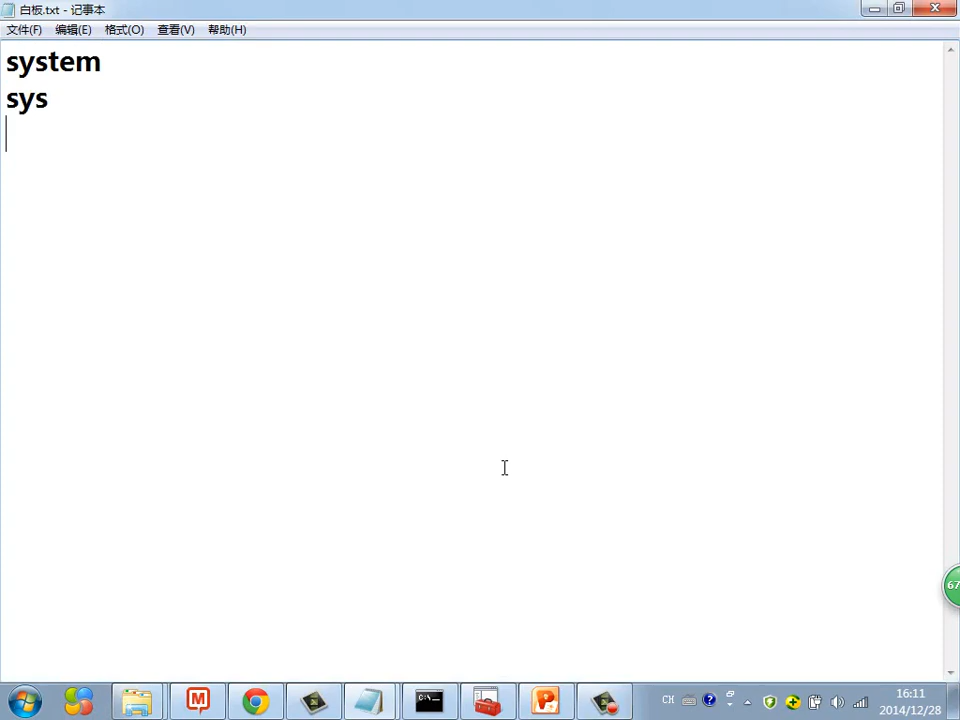 白板.txt - 记事本
文件(F) 编辑(E) 格式(O) 查看(V) 帮助(H)
system
sys
67
CH
16:11
2014/12/28